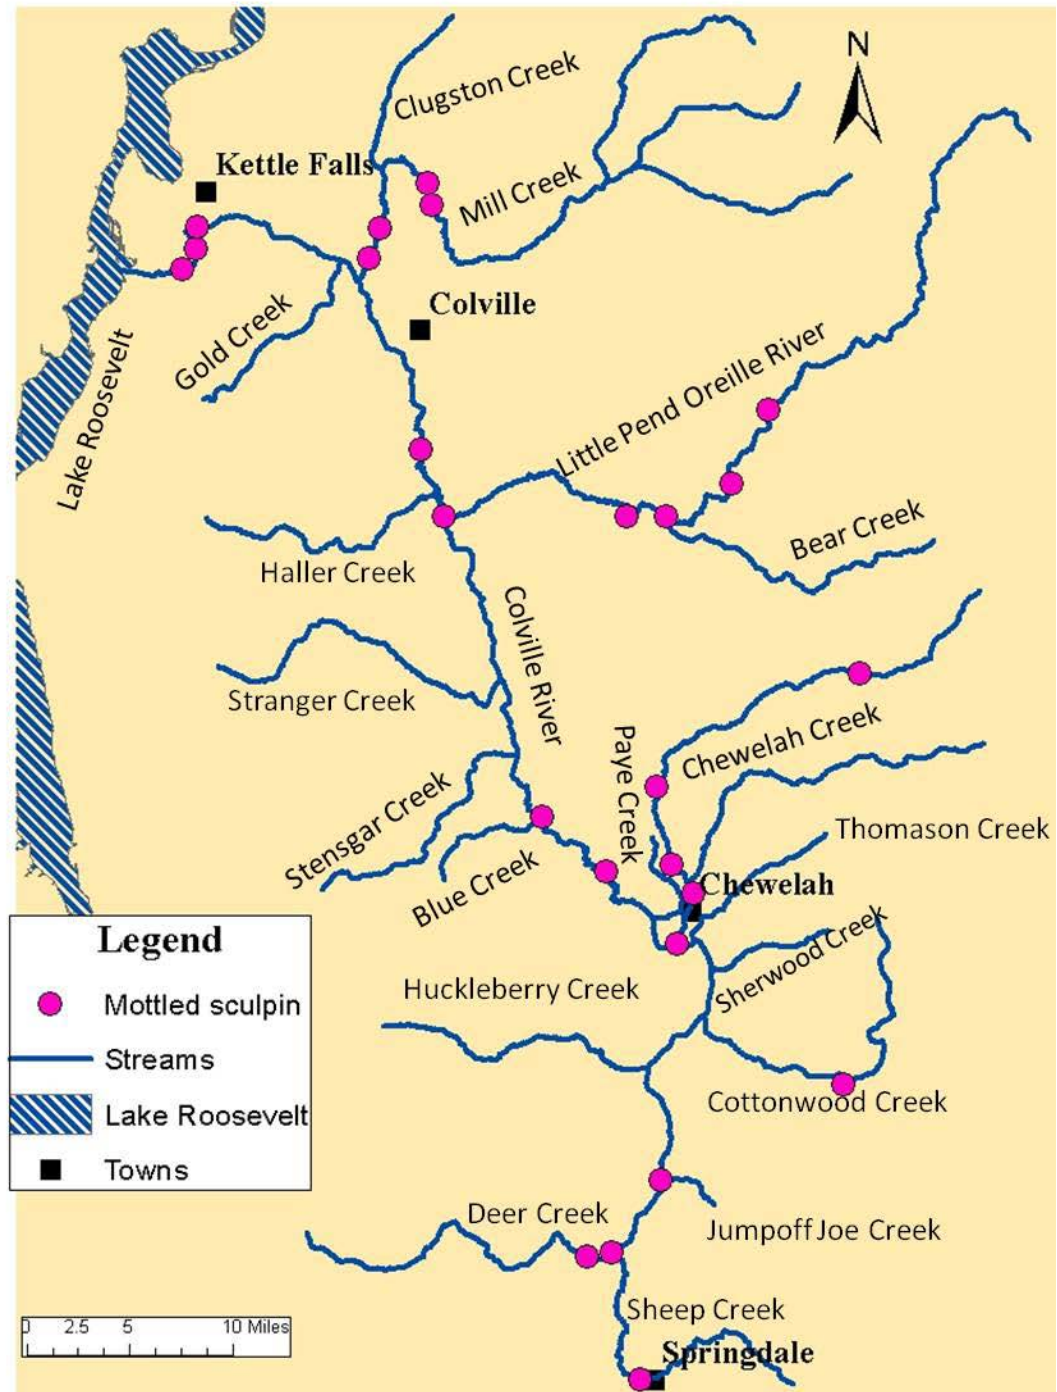 Clugston Creek
N
Kettle Falls
Mill Creek
Colville
Gold Creek
Lake Roosevelt
Little Pend Oreille River
Bear Creek
Haller Creek
Colville River
Stranger Creek
Paye Creek
Chewelah Creek
Stensgar Creek
Thomason Creek
Blue Creek
Chewelah
Sherwood Creek
Huckleberry Creek
Cottonwood Creek
Legend
Mottled sculpin
Streams
Lake Roosevelt
Towns
Deer Creek
Jumpoff Joe Creek
Sheep Creek
0 2.5 5 10 Miles
Springdale